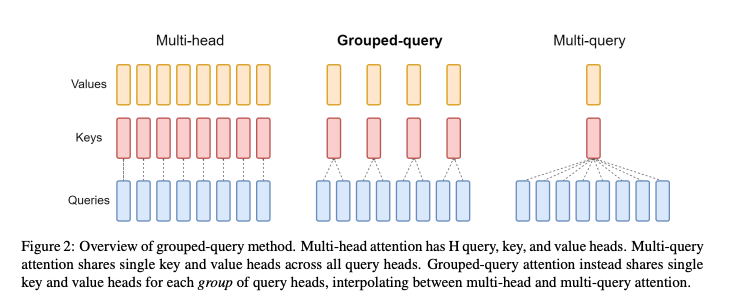 Multi-head
Grouped-query
Multi-query
Values
Keys
Queries
Figure 2: Overview of grouped-query method. Multi-head attention has H query, key, and value heads. Multi-query
attention shares single key and value heads across all query heads. Grouped-query attention instead shares single
key and value heads for each group of query heads, interpolating between multi-head and multi-query attention.